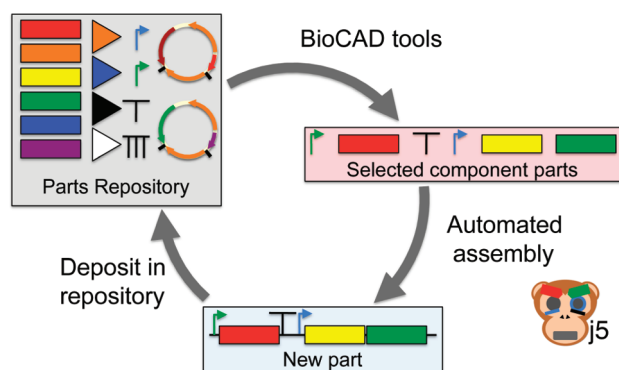 BioCAD tools
Parts Repository
Selected component parts
Automated
assembly
Deposit in
repository
j5
New part